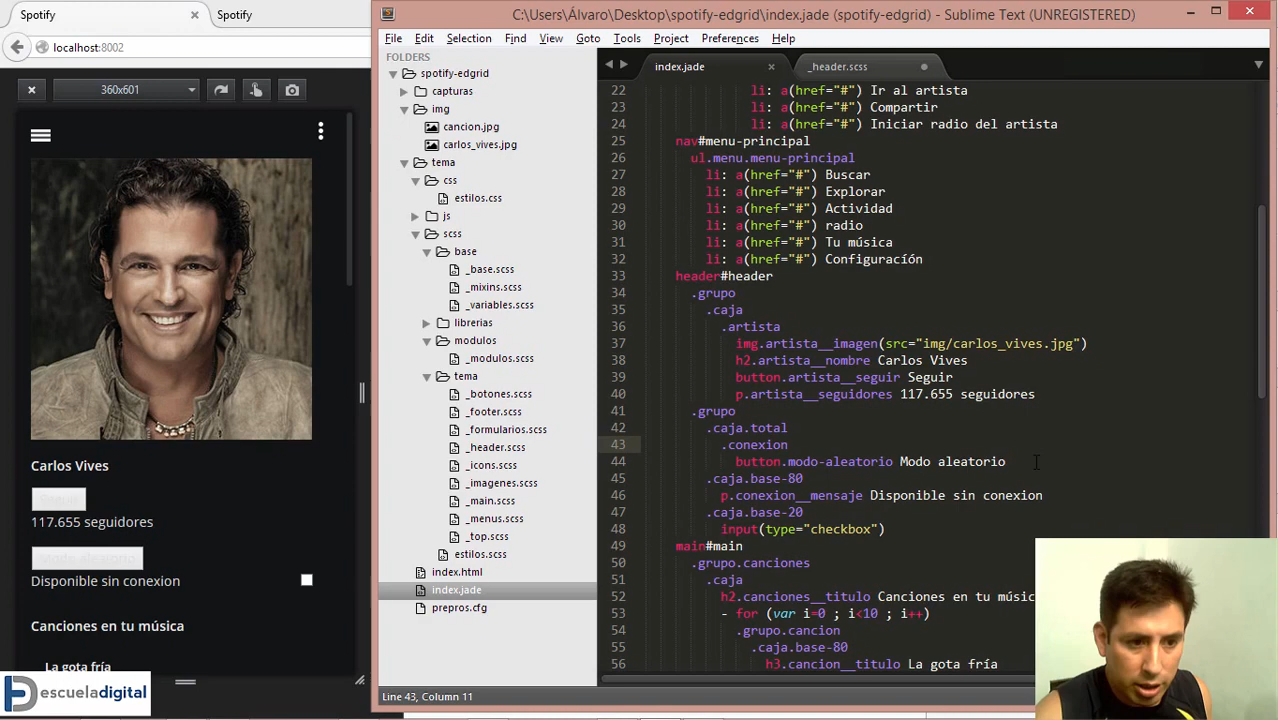 Spotify
Spotify
localhost:8002
360x601
Carlos Vives
117.655 seguidores
Disponible sin conexion
Canciones en tu música
La gota fría
escueladigital
C:\Users\Álvaro\Desktop\spotify-edgrid\index.jade (spotify-edgrid) - Sublime Text (UNREGISTERED)
File Edit Selection Find View Goto Tools Project Preferences Help
FOLDERS
spotify-edgrid
capturas
img
cancion.jpg
carlos_vives.jpg
tema
css
estilos.css
js
scss
base
_base.scss
_mixins.scss
_variables.scss
librerias
modulos
_modulos.scss
tema
_botones.scss
_footer.scss
_formularios.scss
_header.scss
_icons.scss
_imagenes.scss
_main.scss
_menus.scss
_top.scss
estilos.scss
index.html
index.jade
prepros.cfg
index.jade
_header.scss
22 li: a(href="#") Ir al artista
23 li: a(href="#") Compartir
24 li: a(href="#") Iniciar radio del artista
25 nav#menu-principal
26 ul.menu.menu-principal
27 li: a(href="#") Buscar
28 li: a(href="#") Explorar
29 li: a(href="#") Actividad
30 li: a(href="#") radio
31 li: a(href="#") Tu música
32 li: a(href="#") Configuración
33 header#header
34 .grupo
35 .caja
36 .artista
37 img.artista__imagen(src="img/carlos_vives.jpg")
38 h2.artista__nombre Carlos Vives
39 button.artista__seguir Seguir
40 p.artista__seguidores 117.655 seguidores
41 .grupo
42 .caja.total
43 .conexion
44 button.modo-aleatorio Modo aleatorio
45 .caja.base-80
46 p.conexion__mensaje Disponible sin conexion
47 .caja.base-20
48 input(type="checkbox")
49 main#main
50 .grupo.canciones
51 .caja
52 h2.canciones__titulo Canciones en tu músic
53 - for (var i=0 ; i<10 ; i++)
54 .grupo.cancion
55 .caja.base-80
56 h3.cancion__titulo La gota fría
Line 43, Column 11